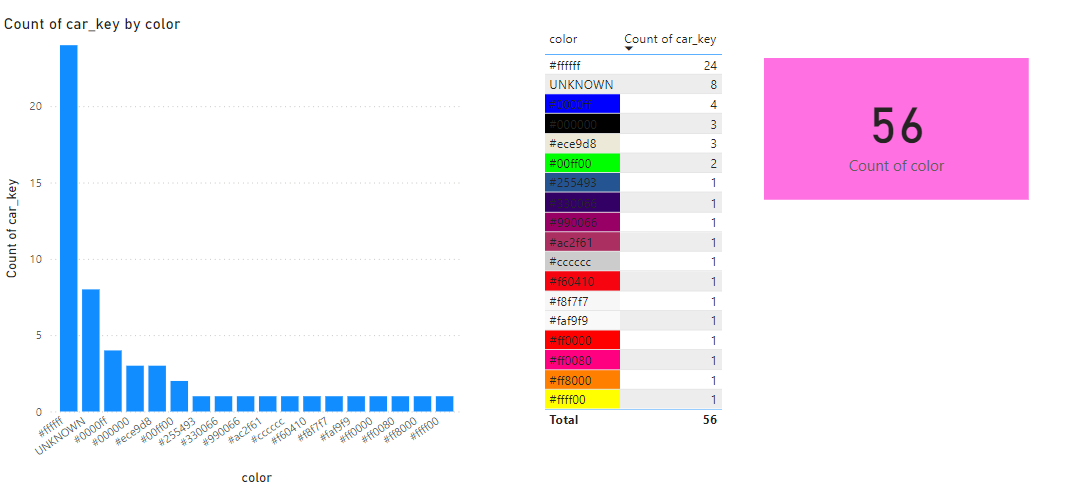 Count of car_key by color
Count of car_key
20
15
10
5
0
#ffffff
UNKNOWN
#0000ff
#000000
#ece9d8
#00ff00
#255493
#330066
#990066
#ac2f61
#cccccc
#f60410
#f8f7f7
#faf9f9
#ff0000
#ff0080
#ff8000
#ffff00
color
color Count of car_key
#ffffff 24
UNKNOWN 8
#0000ff 4
#000000 3
#ece9d8 3
#00ff00 2
#255493 1
#330066 1
#990066 1
#ac2f61 1
#cccccc 1
#f60410 1
#f8f7f7 1
#faf9f9 1
#ff0000 1
#ff0080 1
#ff8000 1
#ffff00 1
Total 56
56
Count of color